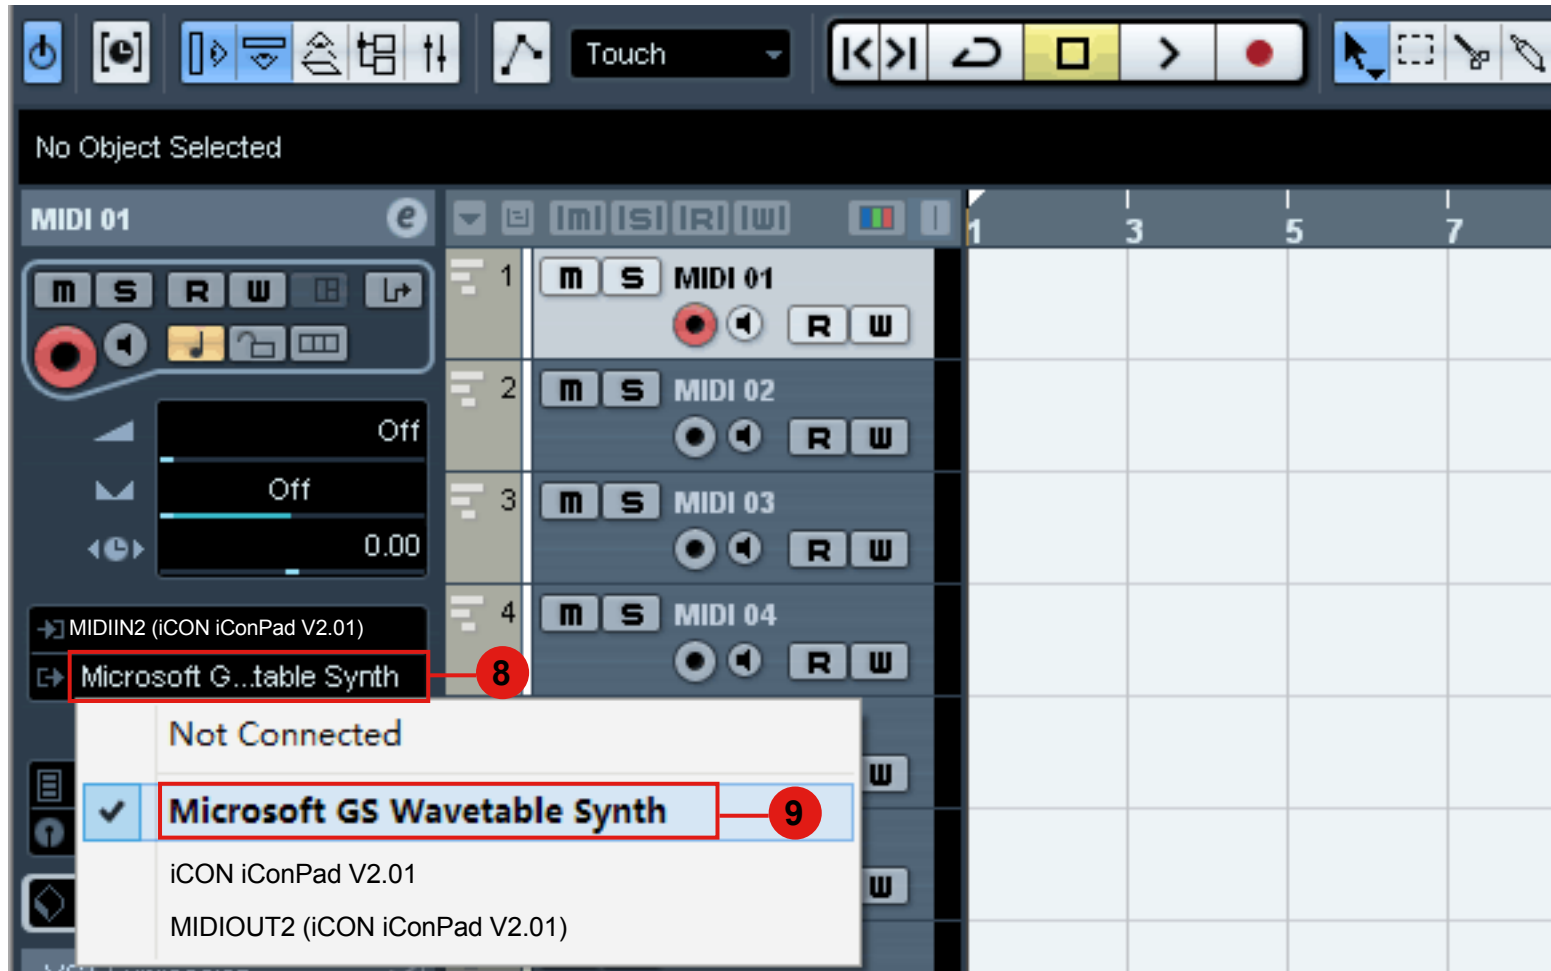 Touch
No Object Selected
MIDI 01
e
m S R W
1 3 5 7
1 m S MIDI 01
R W
m S R W
2 m S MIDI 02
R W
Off
Off
3 m S MIDI 03
R W
0.00
4 m S MIDI 04
R W
MIDIIN2 (iCON iConPad V2.01)
Microsoft G...table Synth
8
Not Connected
W
Microsoft GS Wavetable Synth
9
iCON iConPad V2.01
W
MIDIOUT2 (iCON iConPad V2.01)